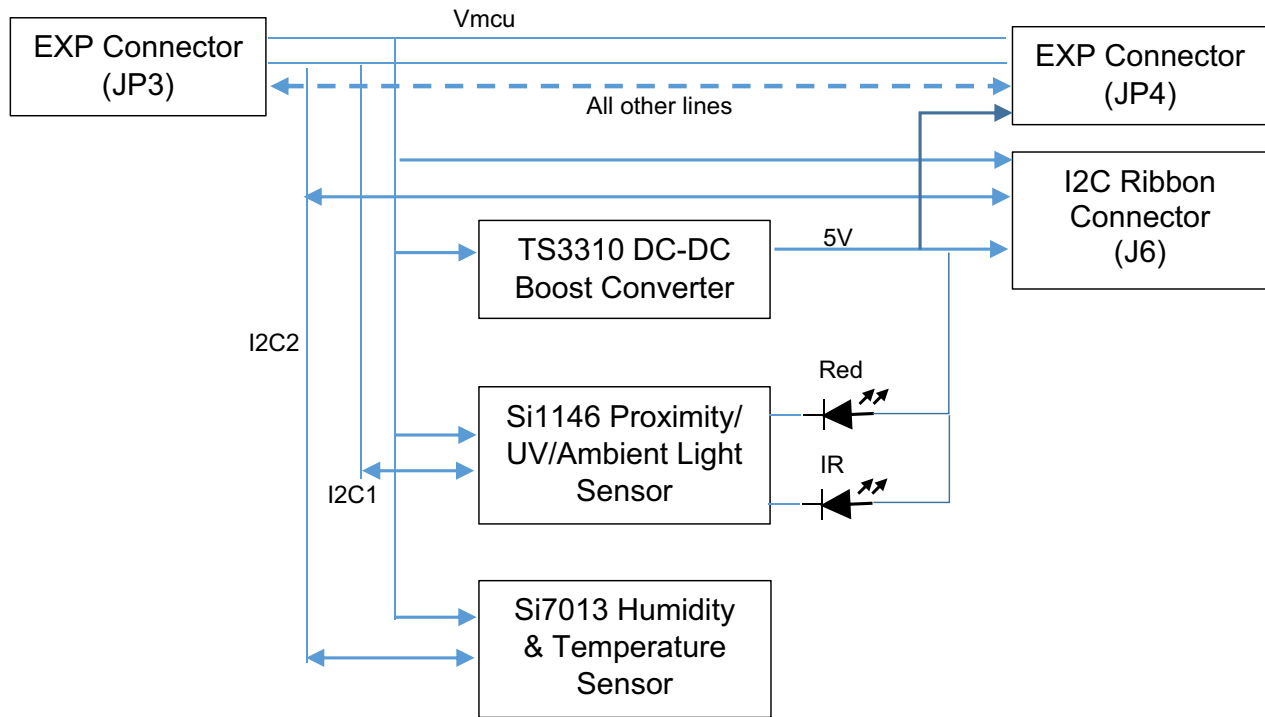 Vmcu
EXP Connector
(JP3)
EXP Connector
(JP4)
All other lines
I2C Ribbon
Connector
(J6)
TS3310 DC-DC
Boost Converter
5V
I2C2
Red
Si1146 Proximity/
UV/Ambient Light
Sensor
IR
I2C1
Si7013 Humidity
& Temperature
Sensor